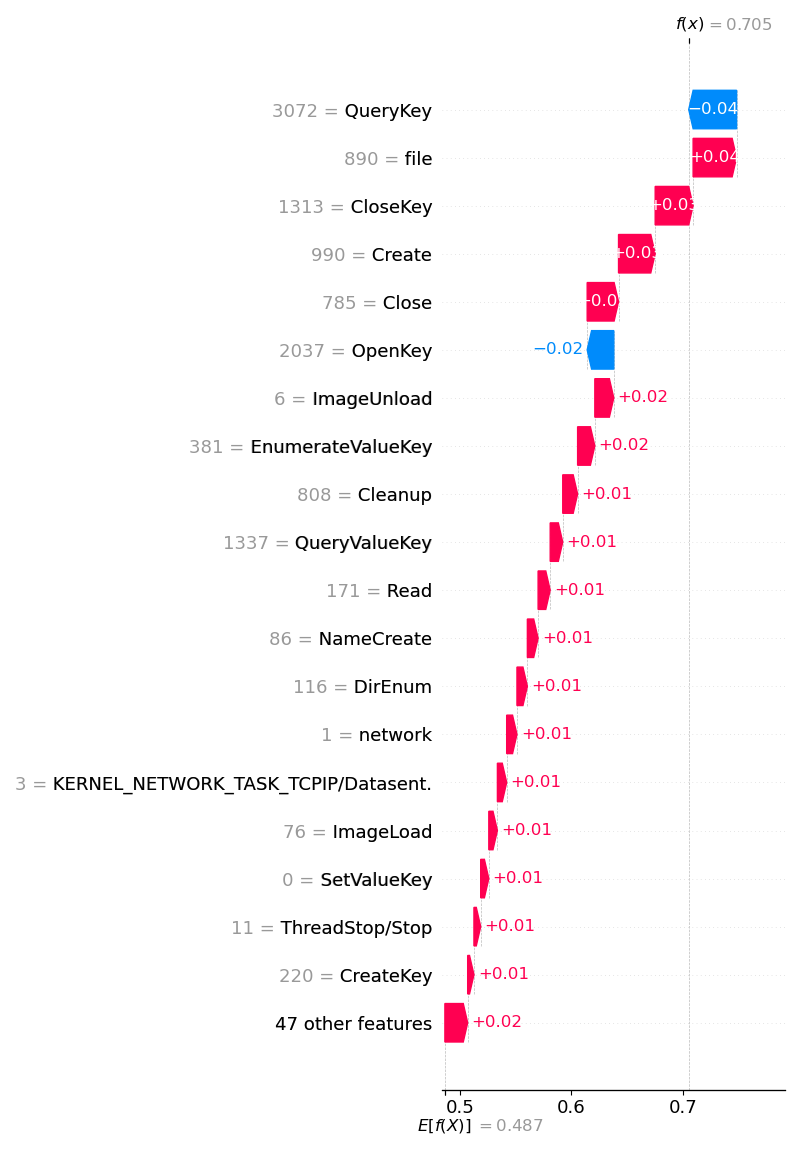 f(x) = 0.705
3072 = QueryKey −0.04
890 = file +0.04
1313 = CloseKey +0.03
990 = Create +0.03
785 = Close
2037 = OpenKey −0.02
6 = ImageUnload +0.02
381 = EnumerateValueKey +0.02
808 = Cleanup +0.01
1337 = QueryValueKey +0.01
171 = Read +0.01
86 = NameCreate +0.01
116 = DirEnum +0.01
1 = network +0.01
3 = KERNEL_NETWORK_TASK_TCPIP/Datasent. +0.01
76 = ImageLoad +0.01
0 = SetValueKey +0.01
11 = ThreadStop/Stop +0.01
220 = CreateKey +0.01
47 other features +0.02
0.5 0.6 0.7
E[f(X)] = 0.487